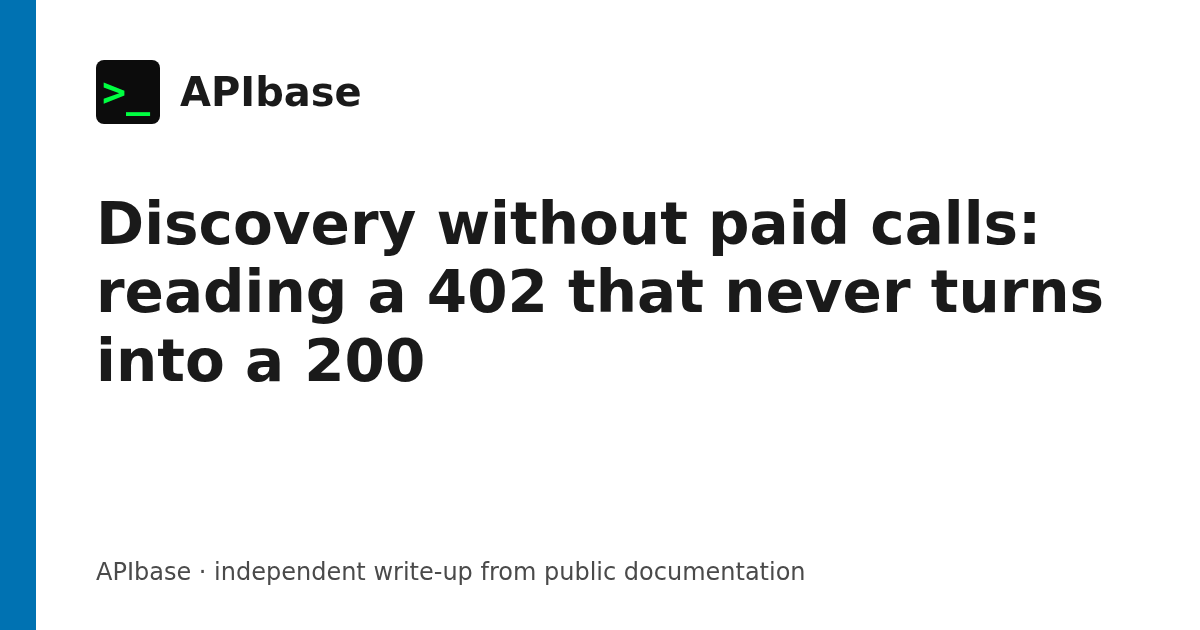 >_ APIbase
Discovery without paid calls:
reading a 402 that never turns
into a 200
APIbase · independent write-up from public documentation